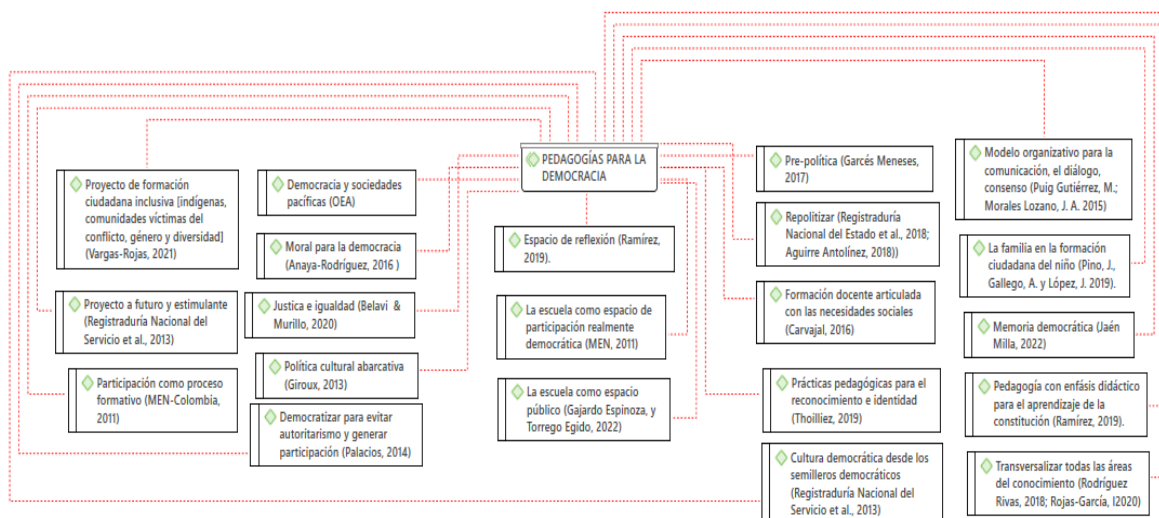 PEDAGOGÍAS PARA LA
DEMOCRACIA
Proyecto de formación
ciudadana inclusiva [indígenas,
comunidades víctimas del
conflicto, género y diversidad]
(Vargas-Rojas, 2021)
Proyecto a futuro y estimulante
(Registraduría Nacional del
Servicio et al., 2013)
Participación como proceso
formativo (MEN-Colombia,
2011)
Democracia y sociedades
pacíficas (OEA)
Moral para la democracia
(Anaya-Rodríguez, 2016 )
Justica e igualdad (Belavi &
Murillo, 2020)
Política cultural abarcativa
(Giroux, 2013)
Democratizar para evitar
autoritarismo y generar
participación (Palacios, 2014)
Espacio de reflexión (Ramírez,
2019).
La escuela como espacio de
participación realmente
democrática (MEN, 2011)
La escuela como espacio
público (Gajardo Espinoza, y
Torrego Egido, 2022)
Pre-política (Garcés Meneses,
2017)
Repolitizar (Registraduría
Nacional del Estado et al., 2018;
Aguirre Antolínez, 2018))
Formación docente articulada
con las necesidades sociales
(Carvajal, 2016)
Prácticas pedagógicas para el
reconocimiento e identidad
(Thoilliez, 2019)
Cultura democrática desde los
semilleros democráticos
(Registraduría Nacional del
Servicio et al., 2013)
Modelo organizativo para la
comunicación, el diálogo,
consenso (Puig Gutiérrez, M.;
Morales Lozano, J. A. 2015)
La familia en la formación
ciudadana del niño (Pino, J.,
Gallego, A. y López, J. 2019).
Memoria democrática (Jaén
Milla, 2022)
Pedagogía con enfásis didáctico
para el aprendizaje de la
constitución (Ramírez, 2019).
Transversalizar todas las áreas
del conocimiento (Rodríguez
Rivas, 2018; Rojas-García, I2020)